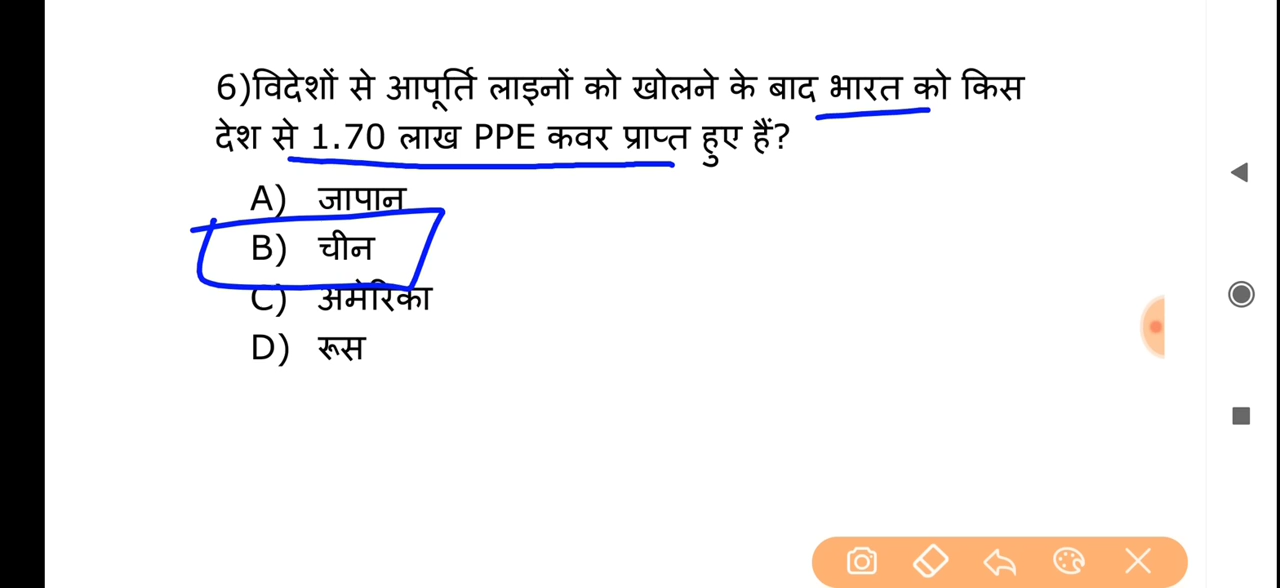 6)विदेशों से आपूर्ति लाइनों को खोलने के बाद भारत को किस
देश से 1.70 लाख PPE कवर प्राप्त हुए हैं?
A) जापान
B) चीन
C) अमेरिका
D) रूस